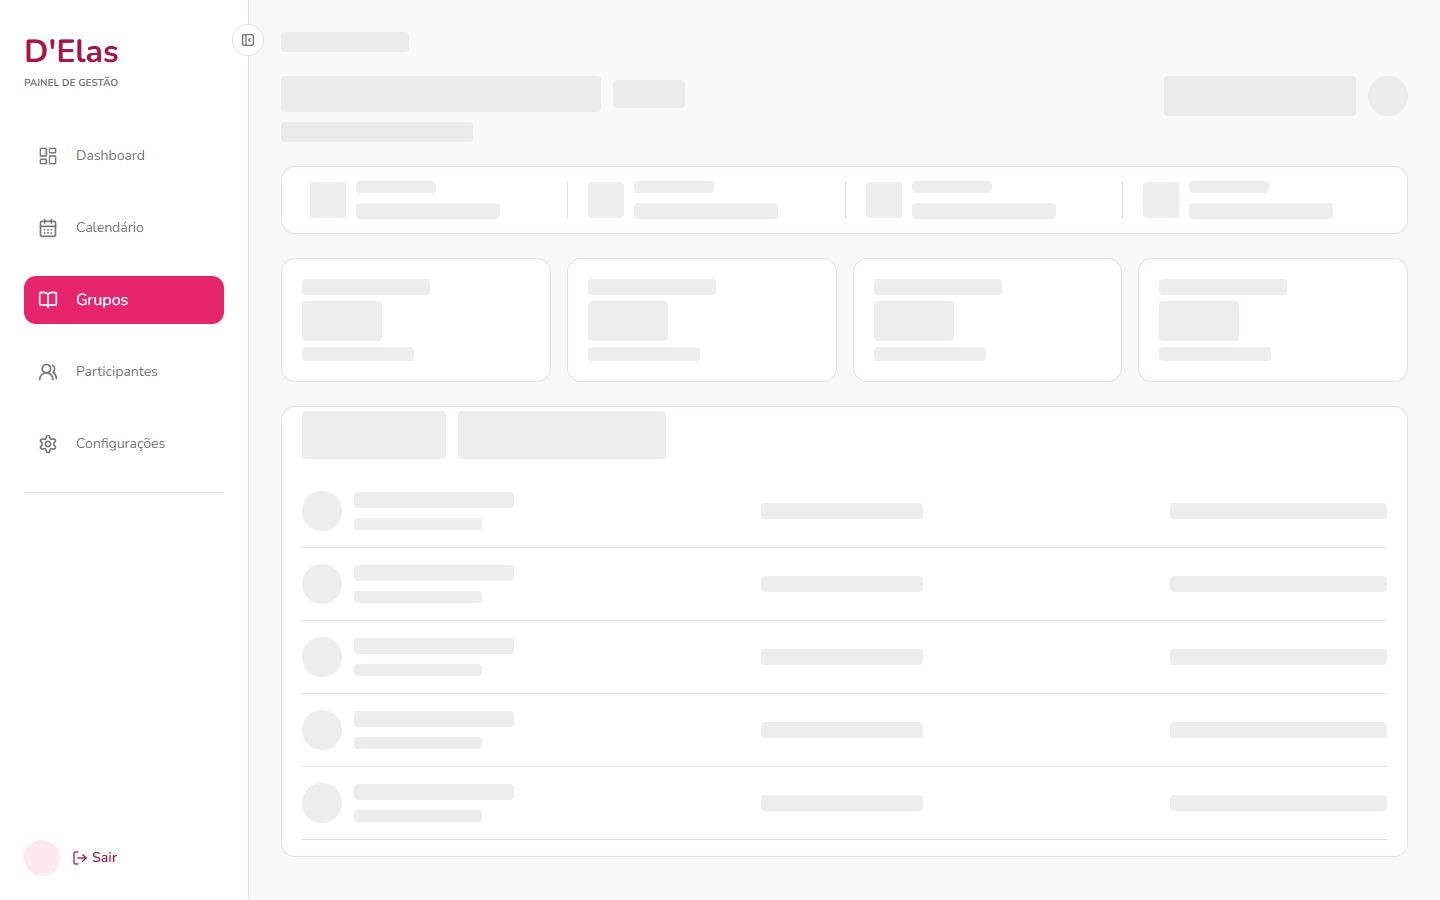 D'Elas
PAINEL DE GESTÃO
Dashboard
Calendário
Grupos
Participantes
Configurações
Sair